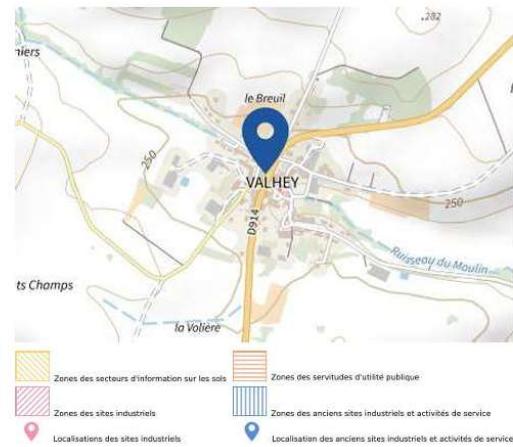 282
le Breuil
VALHEY
250
250
D914
Ruisseau du Moulin
ts Champs
la Volière
Zones des secteurs d'information sur les sols
Zones des servitudes d'utilité publique
Zones des sites industriels
Zones des anciens sites industriels et activités de service
Localisations des sites industriels
Localisation des anciens sites industriels et activités de service